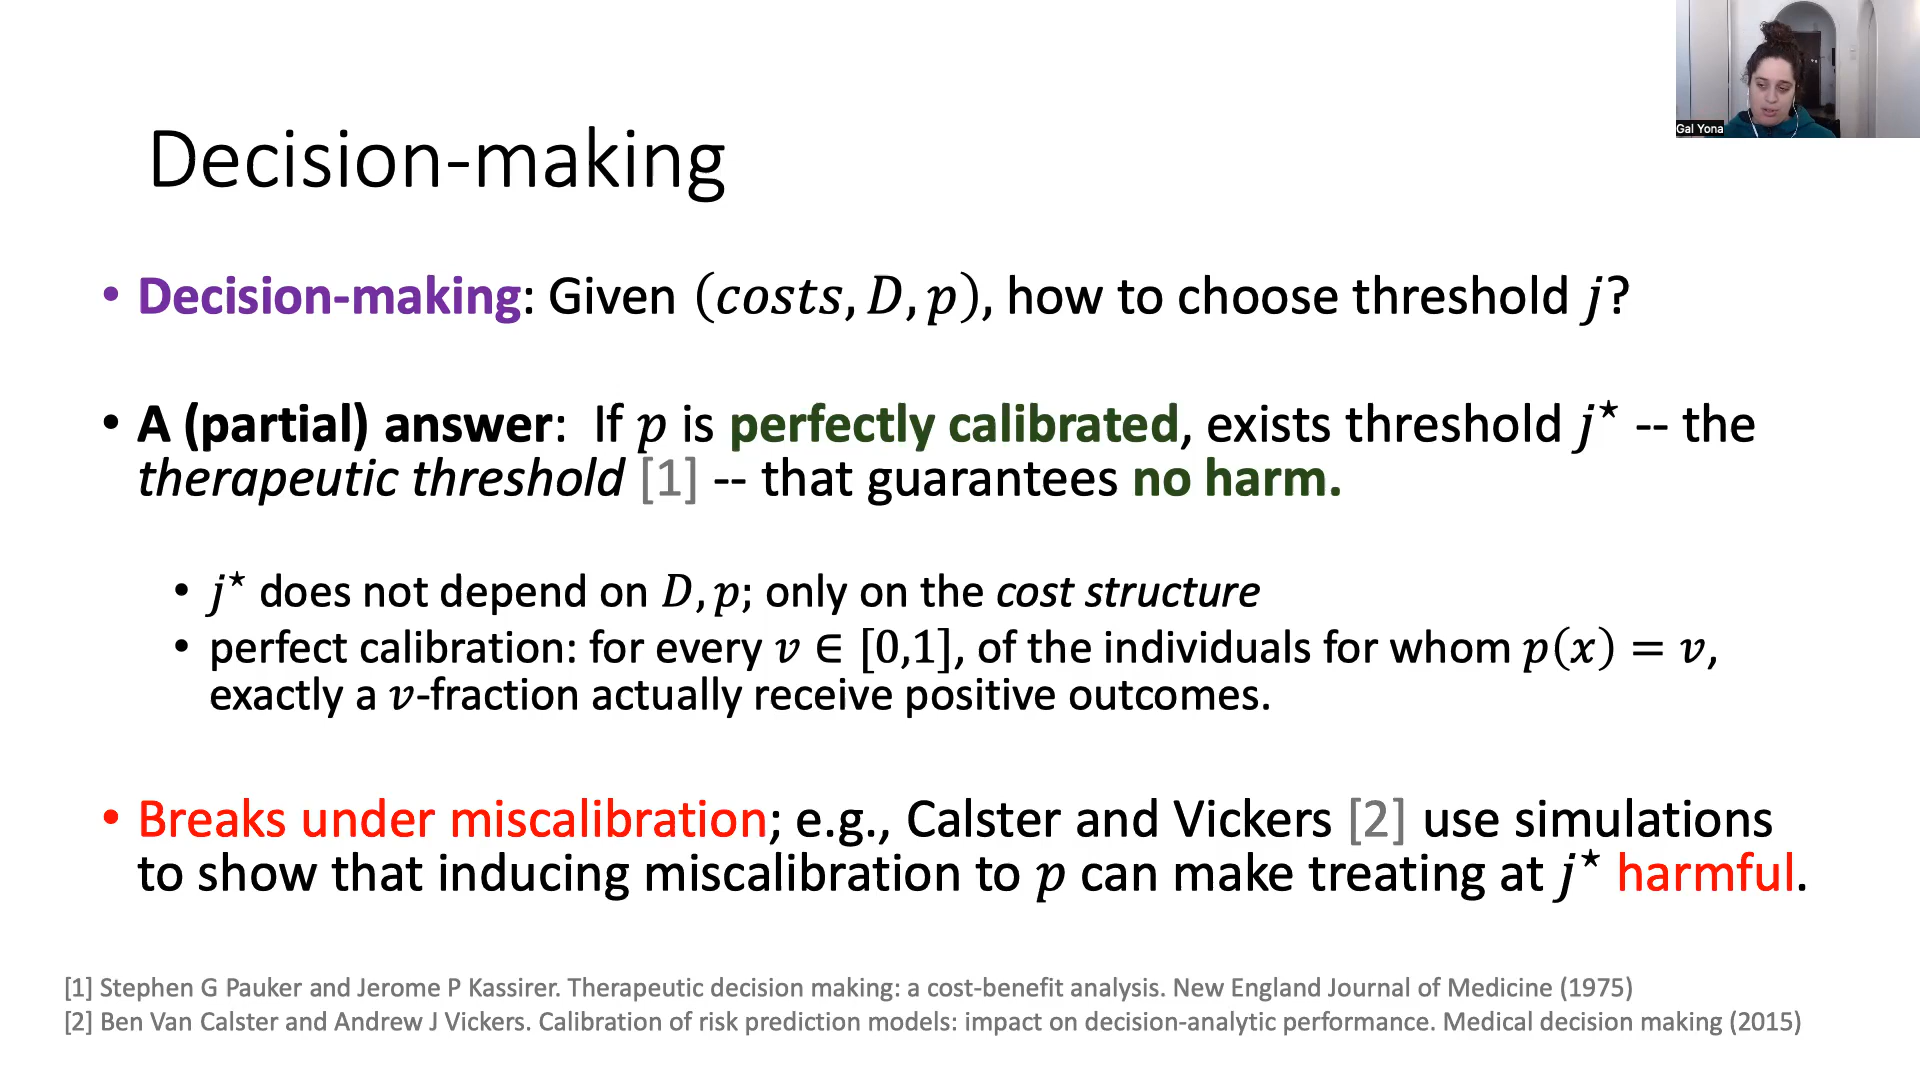 Gal Yona
Decision-making
• Decision-making: Given (costs, D, p), how to choose threshold j?
• A (partial) answer: If p is perfectly calibrated, exists threshold j⋆ -- the
therapeutic threshold [1] -- that guarantees no harm.
• j⋆ does not depend on D, p; only on the cost structure
• perfect calibration: for every v ∈ [0,1], of the individuals for whom p(x) = v,
exactly a v-fraction actually receive positive outcomes.
• Breaks under miscalibration; e.g., Calster and Vickers [2] use simulations
to show that inducing miscalibration to p can make treating at j⋆ harmful.
[1] Stephen G Pauker and Jerome P Kassirer. Therapeutic decision making: a cost-benefit analysis. New England Journal of Medicine (1975)
[2] Ben Van Calster and Andrew J Vickers. Calibration of risk prediction models: impact on decision-analytic performance. Medical decision making (2015)